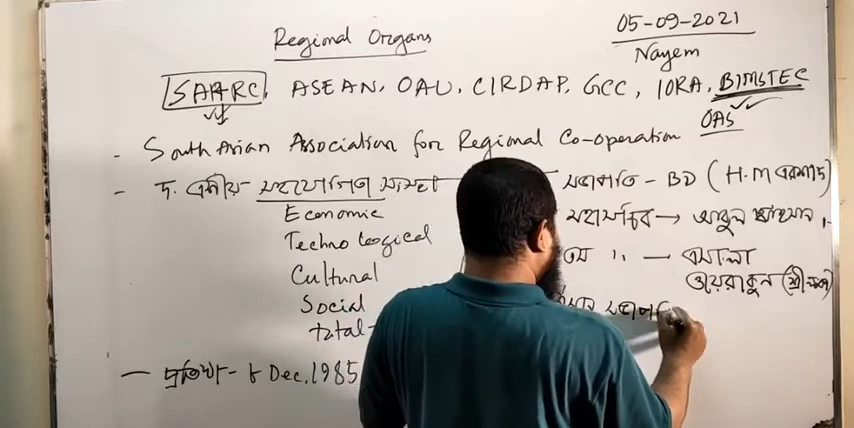 Regional Organs
05-09-2021
Nayem
SAARC, ASEAN, OAU, CIRDAP, GCC, IORA, BIMSTEC
OAS
- South Asian Association for Regional Co-operation
- দ. এশীয় সহযোগিতা সংস্থা
Economic
Technological
Cultural
Social
total
- প্রতিষ্ঠা - ৮ Dec, 1985
সভাপতি - BD (H.M এরশাদ)
মহাসচিব → আবুল আহসান
তম " -